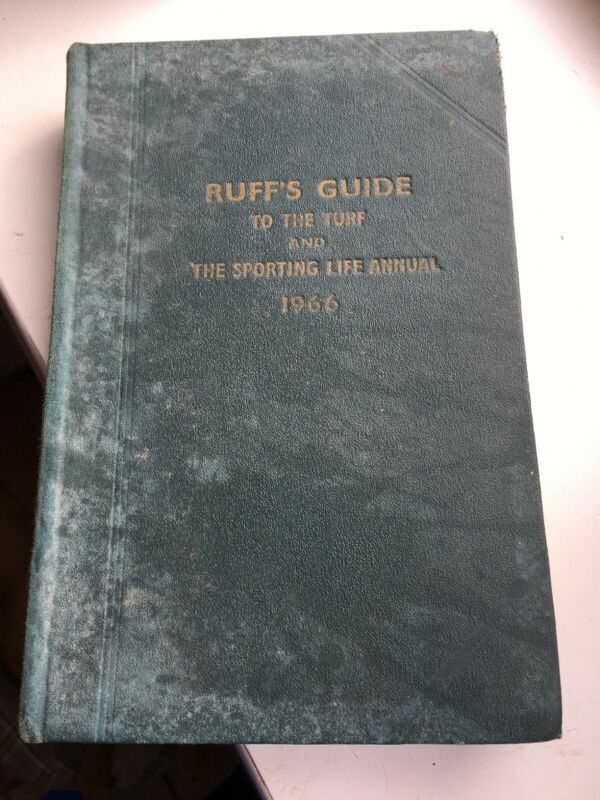 RUFF'S GUIDE
TO THE TURF
AND
THE SPORTING LIFE ANNUAL
1966